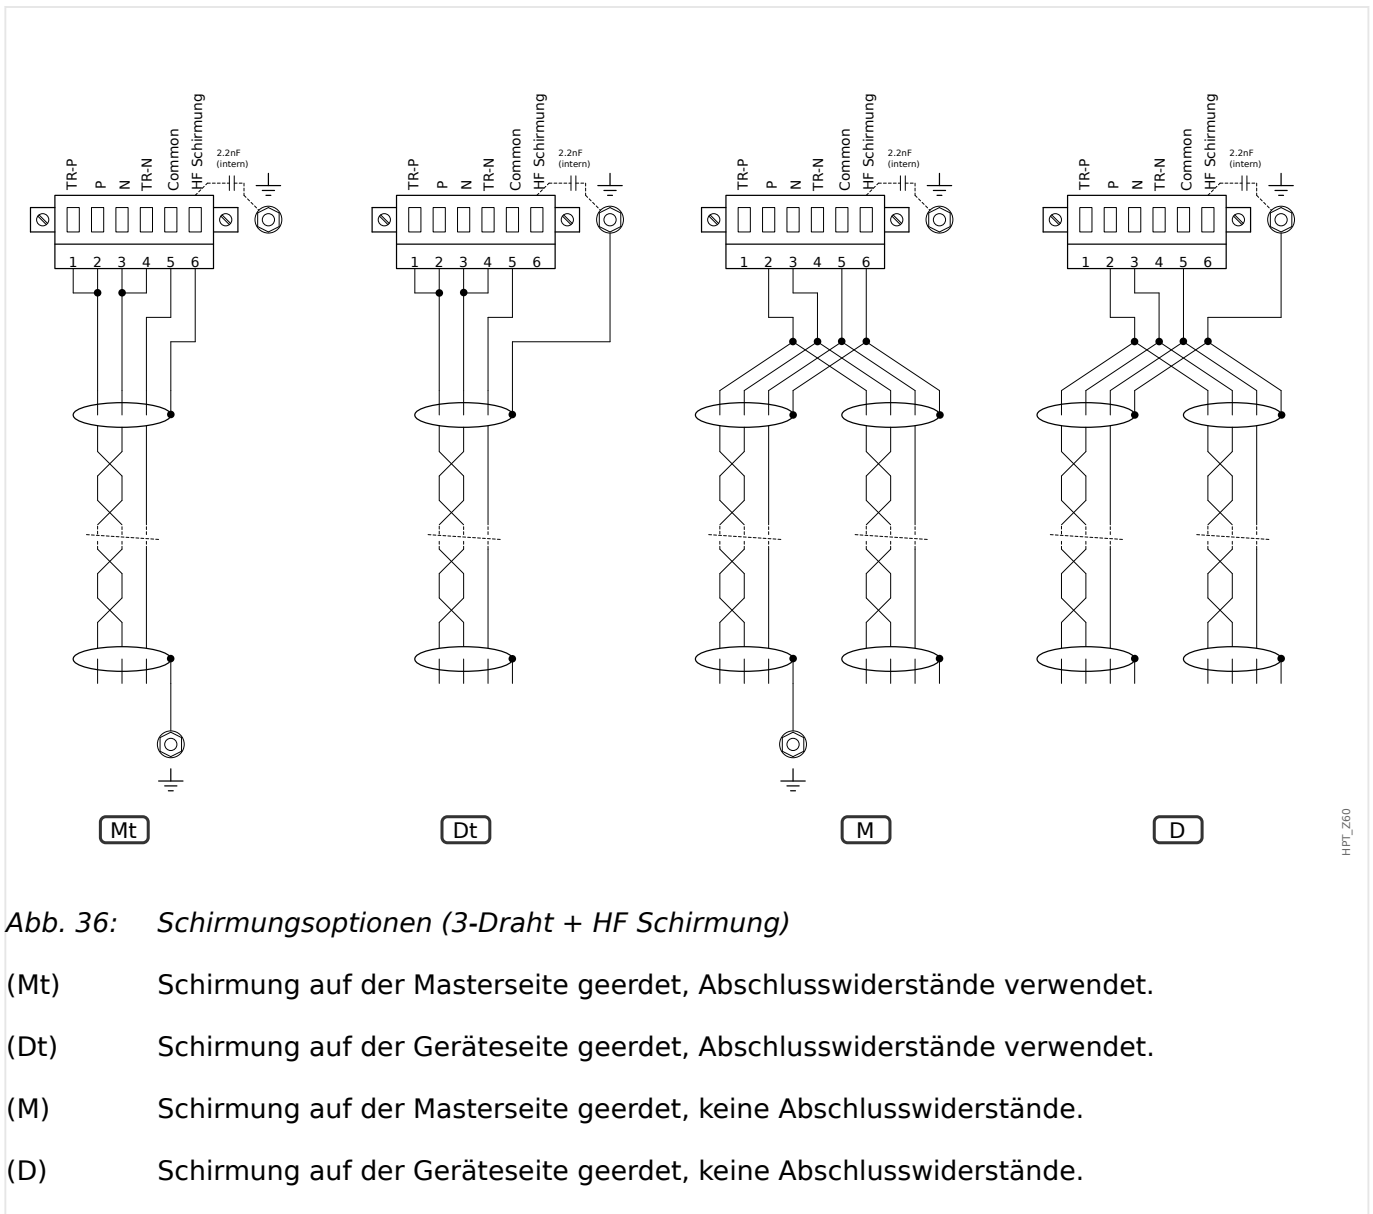 TR-P P N TR-N Common HF Schirmung
2.2nF
(intern)
1 2 3 4 5 6
TR-P P N TR-N Common HF Schirmung
2.2nF
(intern)
1 2 3 4 5 6
TR-P P N TR-N Common HF Schirmung
2.2nF
(intern)
1 2 3 4 5 6
TR-P P N TR-N Common HF Schirmung
2.2nF
(intern)
1 2 3 4 5 6
Mt
Dt
M
D
HPT_Z60
Abb. 36: Schirmungsoptionen (3-Draht + HF Schirmung)
(Mt) Schirmung auf der Masterseite geerdet, Abschlusswiderstände verwendet.
(Dt) Schirmung auf der Geräteseite geerdet, Abschlusswiderstände verwendet.
(M) Schirmung auf der Masterseite geerdet, keine Abschlusswiderstände.
(D) Schirmung auf der Geräteseite geerdet, keine Abschlusswiderstände.